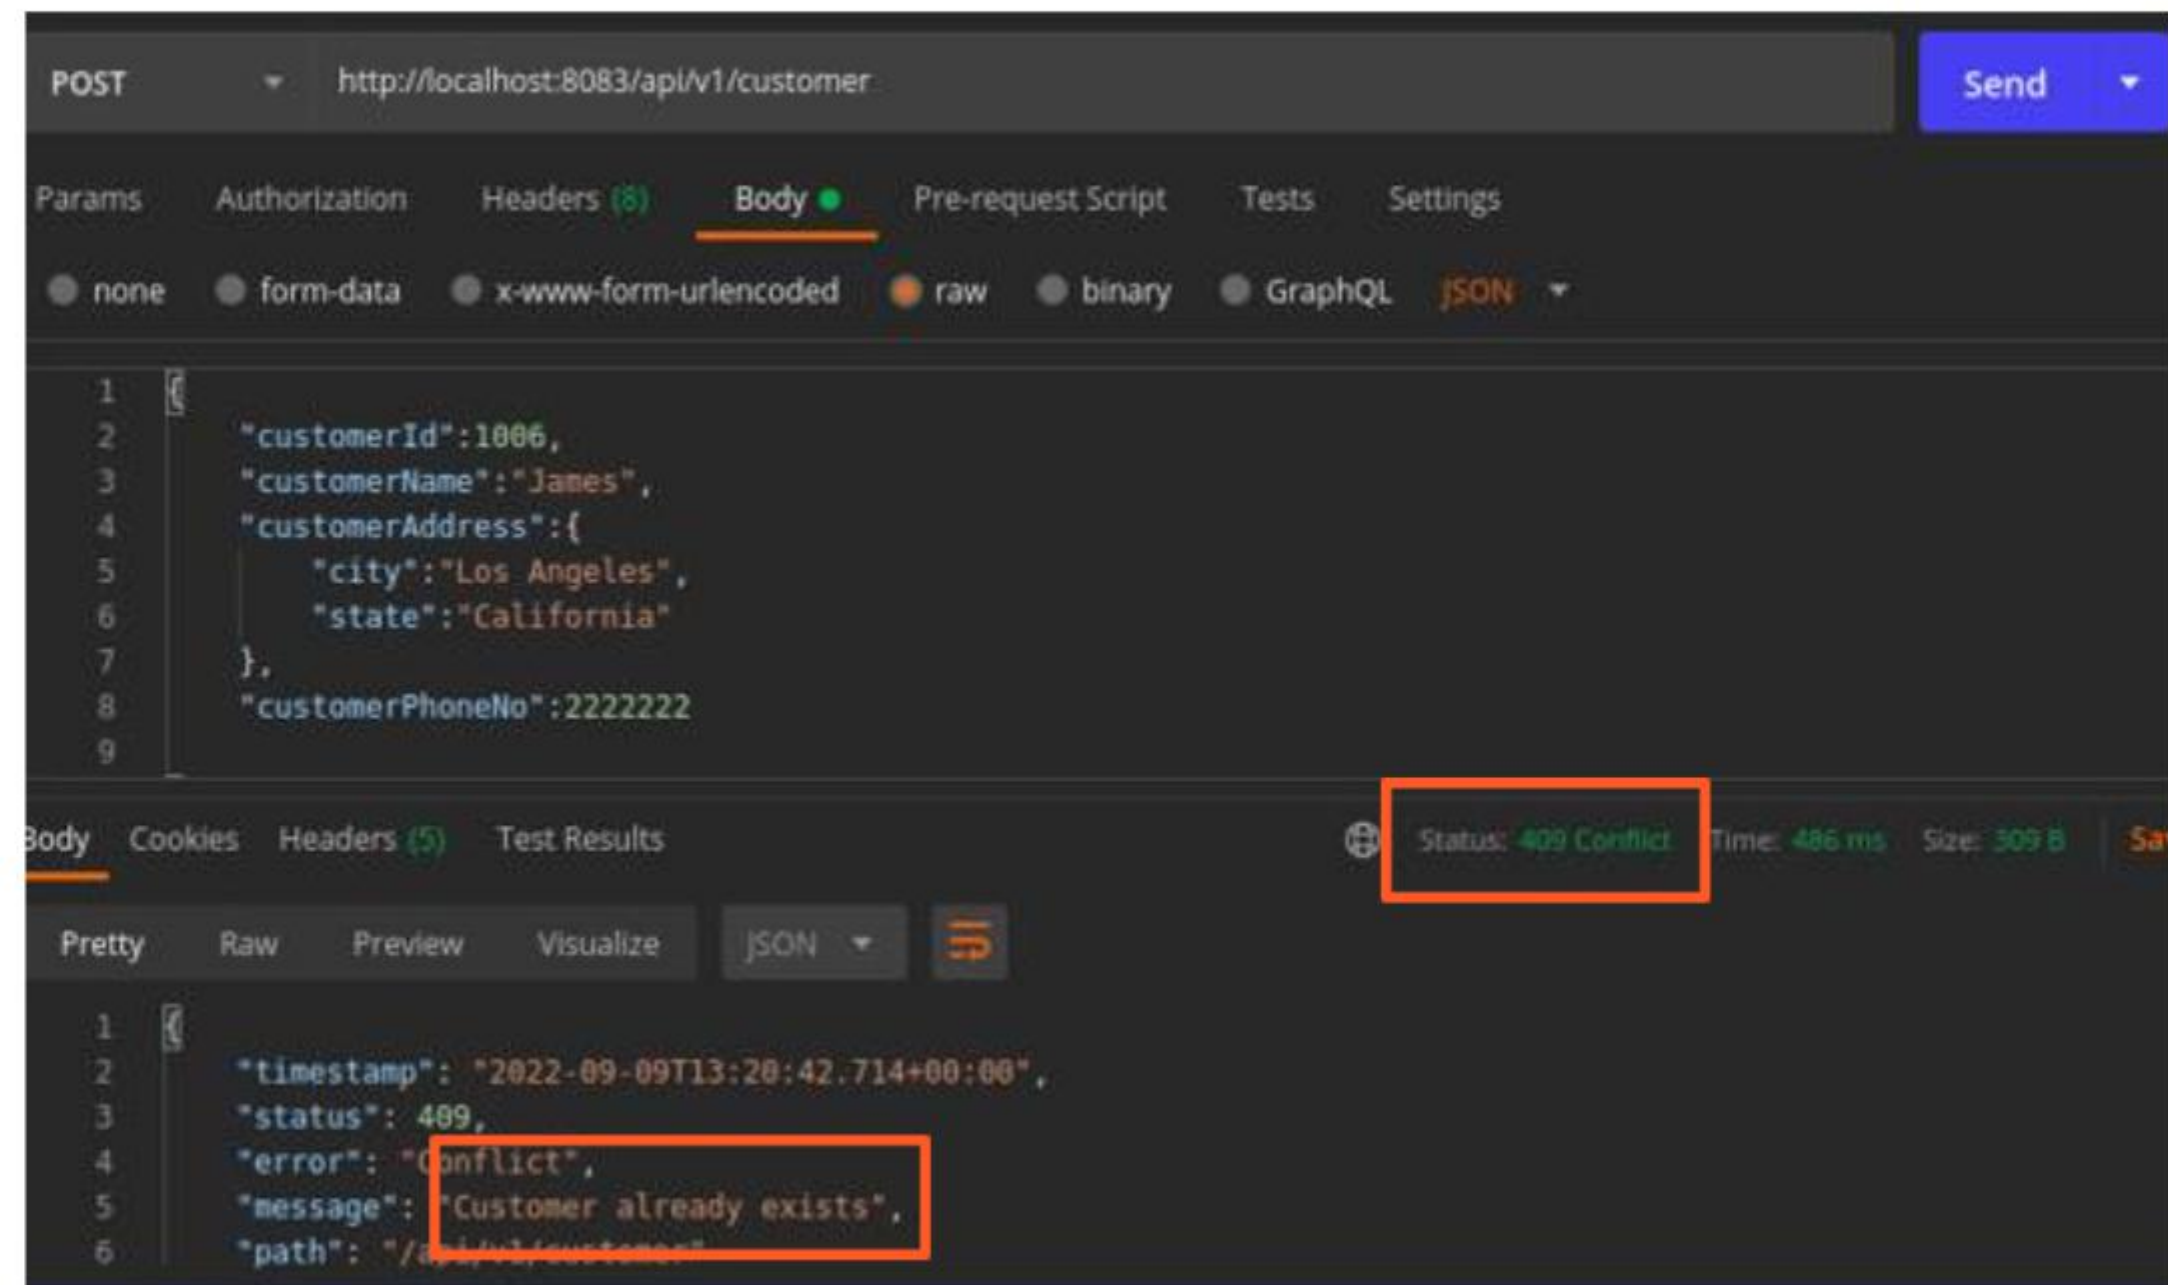 POST http://localhost:8083/api/v1/customer Send
Params Authorization Headers (8) Body Pre-request Script Tests Settings
none form-data x-www-form-urlencoded raw binary GraphQL JSON
1 {
2 "customerId":1006,
3 "customerName":"James",
4 "customerAddress":{
5 "city":"Los Angeles",
6 "state":"California"
7 },
8 "customerPhoneNo":2222222
9
Body Cookies Headers (5) Test Results Status: 409 Conflict Time: 486 ms Size: 309 B
Pretty Raw Preview Visualize JSON
1 {
2 "timestamp": "2022-09-09T13:20:42.714+00:00",
3 "status": 409,
4 "error": "Conflict",
5 "message": "Customer already exists",
6 "path": "/api/v1/customer"